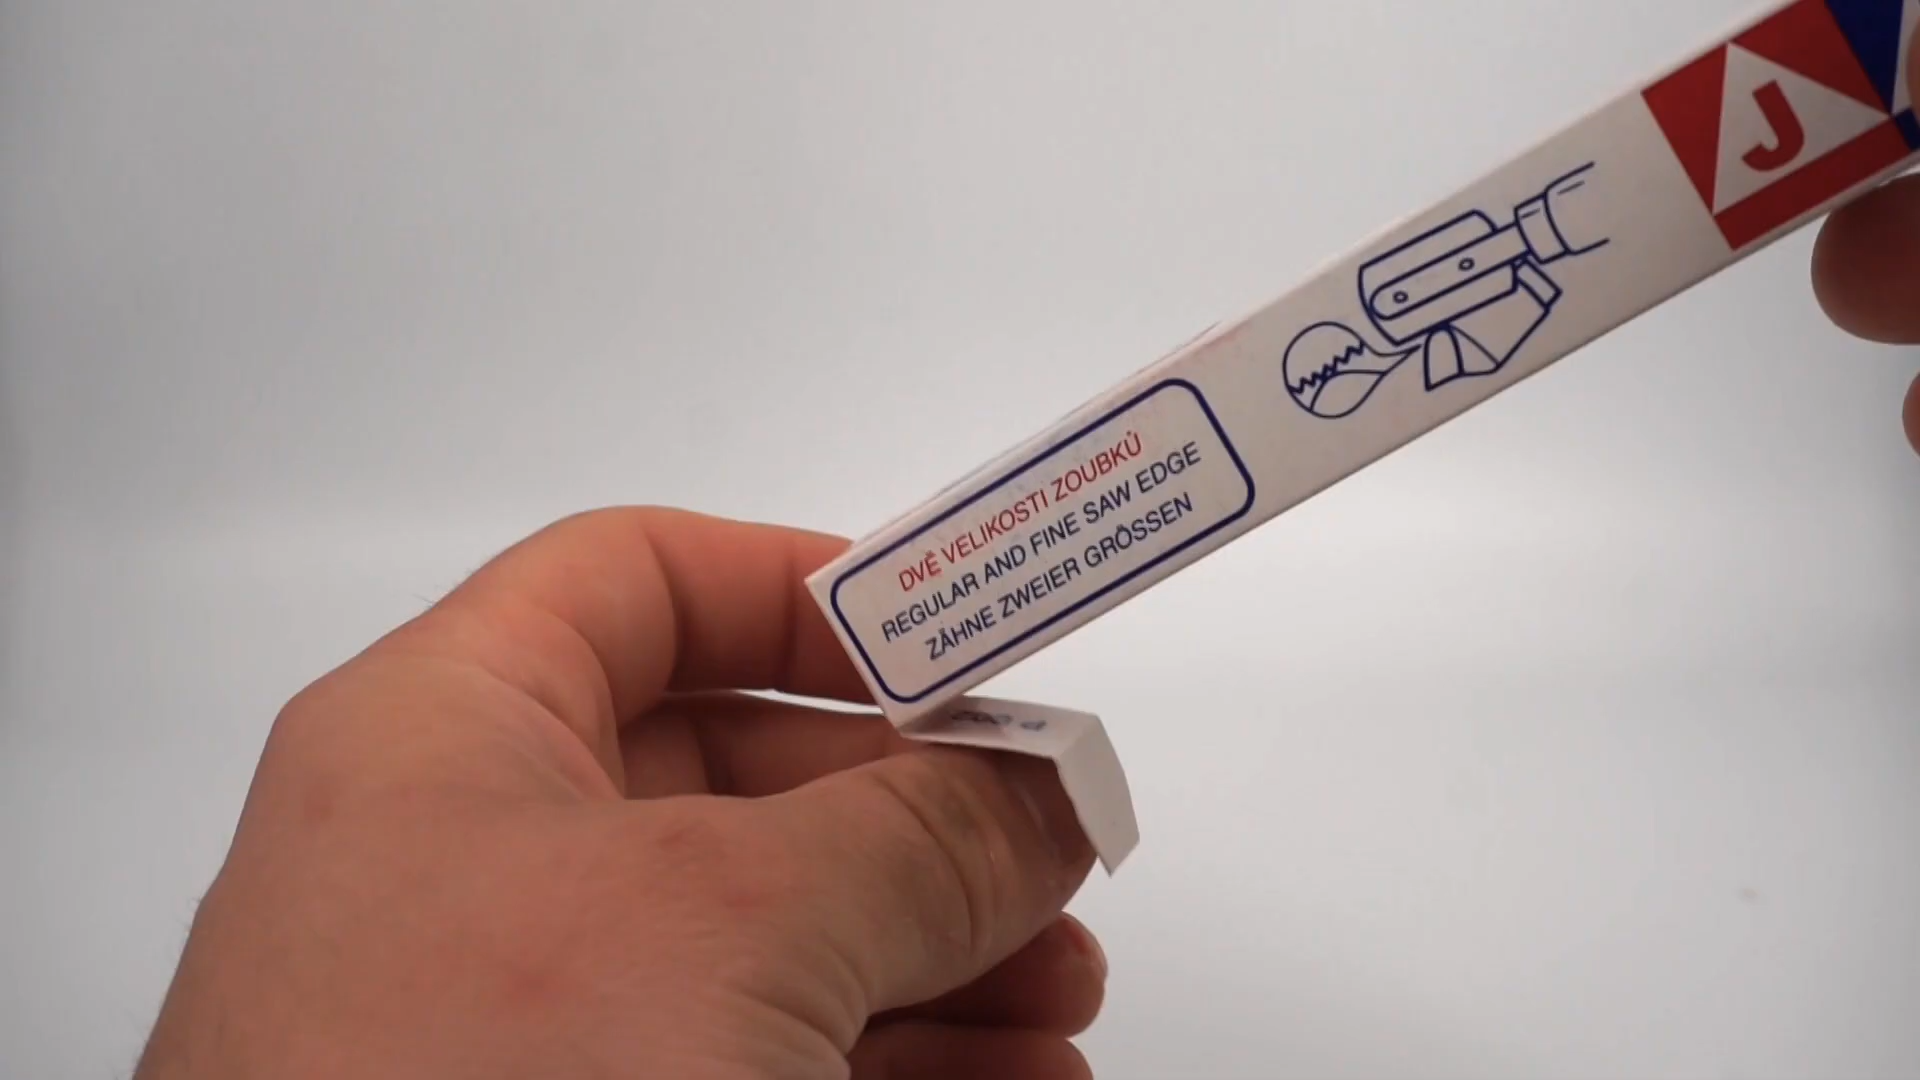 J
DVĚ VELIKOSTI ZOUBKŮ
REGULAR AND FINE SAW EDGE
ZÄHNE ZWEIER GRÖSSEN